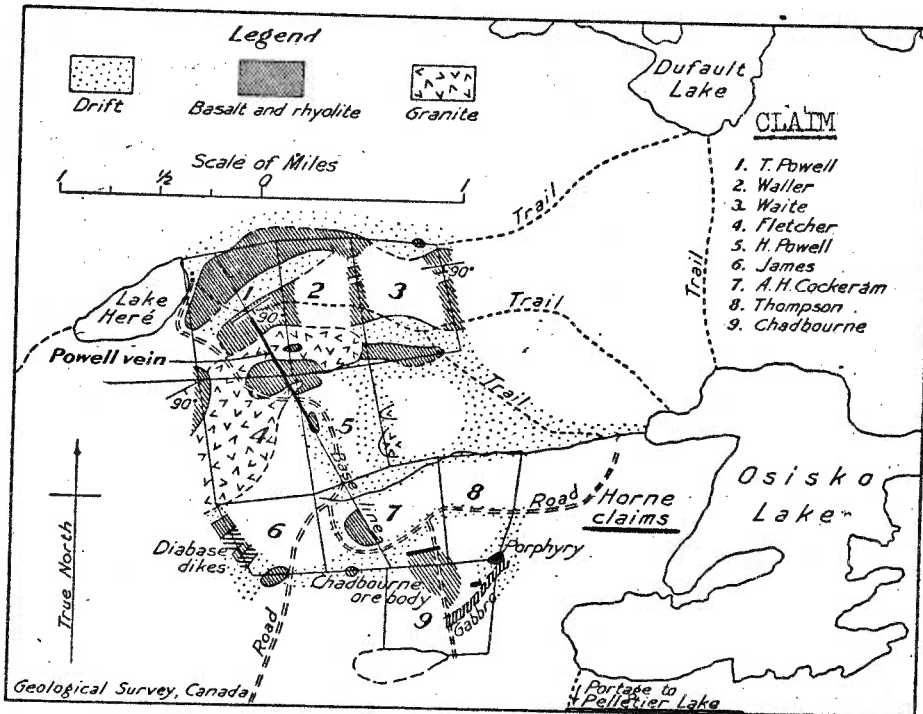 Legend
Drift
Basalt and rhyolite
Granite
Scale of Miles
1 ½ 0 1
Dufault
Lake
CLAIM
1. T. Powell
2. Waller
3. Waite
4. Fletcher
5. H. Powell
6. James
7. A.H. Cockeram
8. Thompson
9. Chadbourne
Trail
Trail
Trail
Trail
Lake
Heré
1
2
3
90°
90°
Powell vein
90°
4
5
Base line
6
7
8
Road
Horne
claims
Osisko
Lake
Diabase
dikes
Chadbourne
ore body
Porphyry
Gabbro
9
Road
True North
Geological Survey, Canada
Portage to
Pelletier Lake